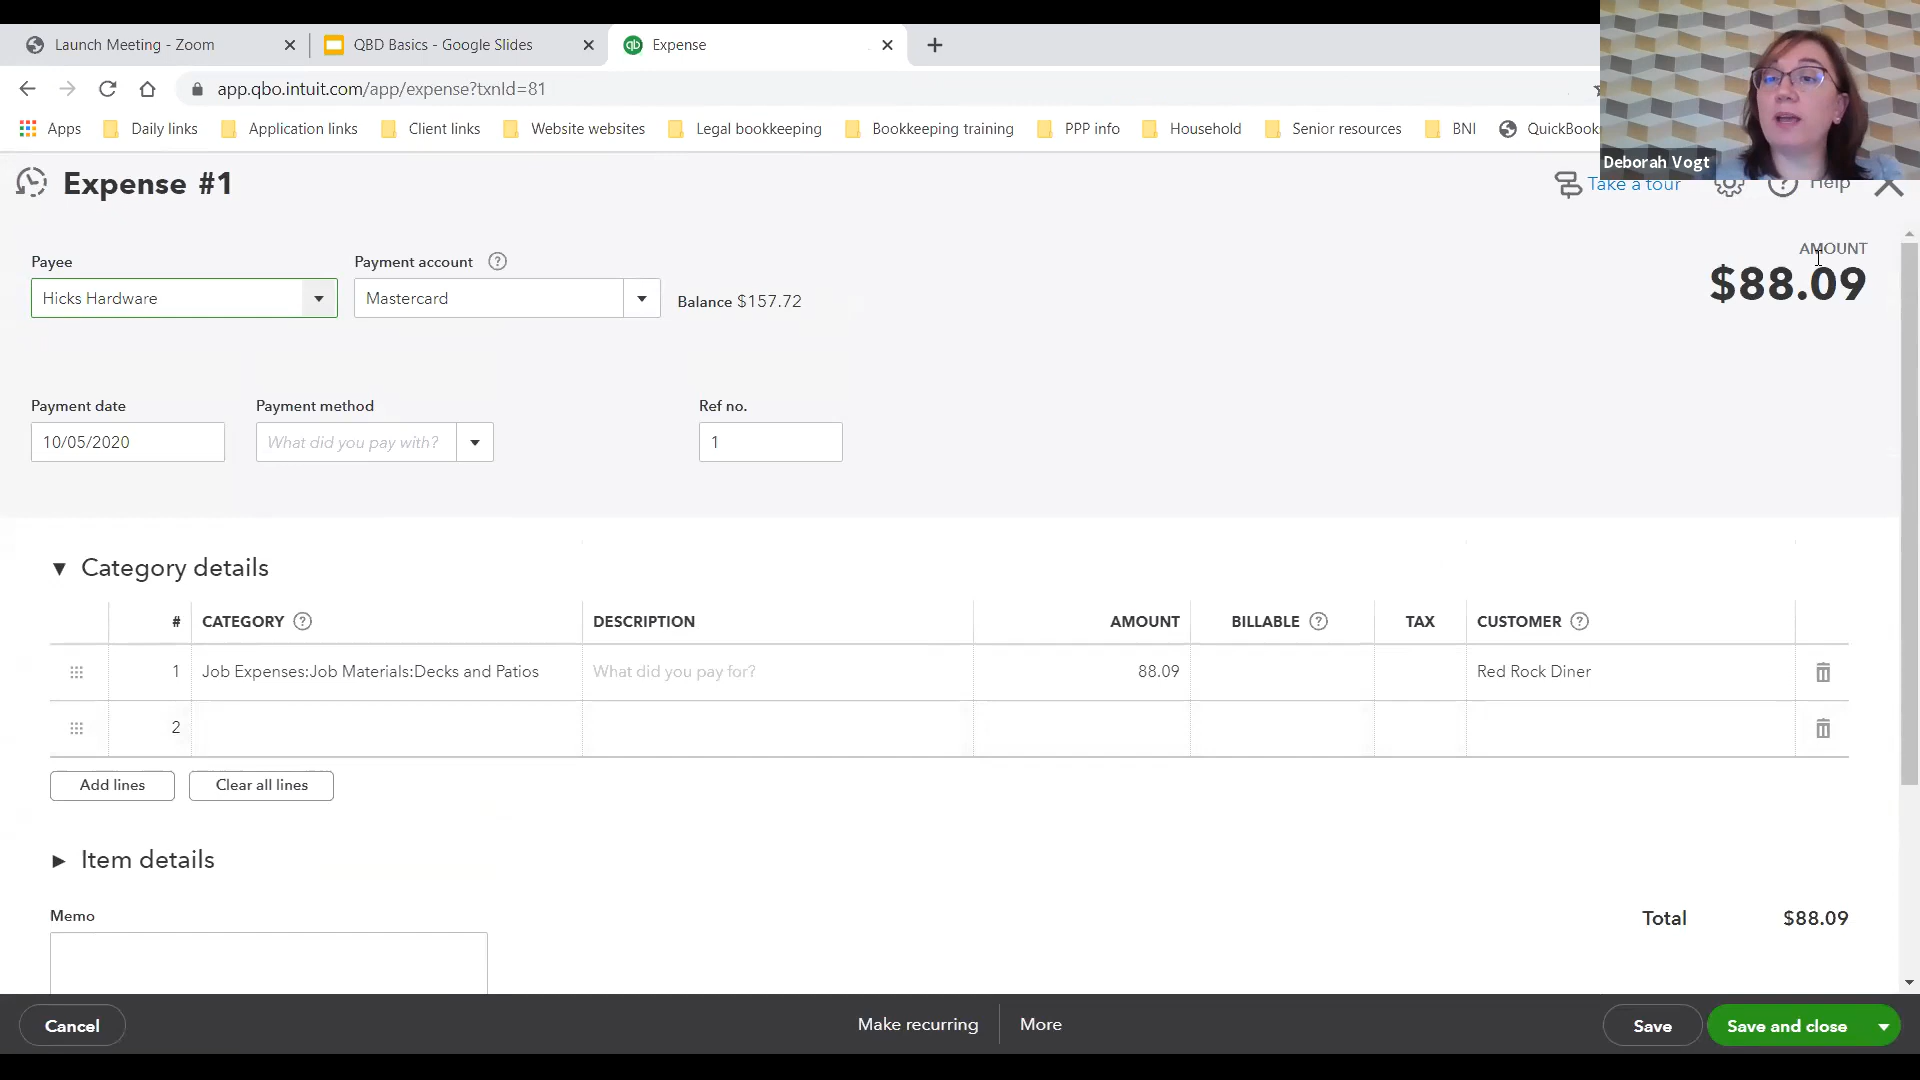 Launch Meeting - Zoom
QBD Basics - Google Slides
qb Expense
app.qbo.intuit.com/app/expense?txnId=81
Apps Daily links Application links Client links Website websites Legal bookkeeping Bookkeeping training PPP info Household Senior resources BNI
Deborah Vogt
Expense #1
Take a tour Help
Payee
Payment account ?
AMOUNT
Hicks Hardware
Mastercard
Balance $157.72
$88.09
Payment date
Payment method
Ref no.
10/05/2020
What did you pay with?
1
Category details
# CATEGORY ? DESCRIPTION AMOUNT BILLABLE ? TAX CUSTOMER ?
1 Job Expenses:Job Materials:Decks and Patios What did you pay for? 88.09 Red Rock Diner
2
Add lines Clear all lines
Item details
Memo
Total $88.09
Cancel Make recurring More Save Save and close